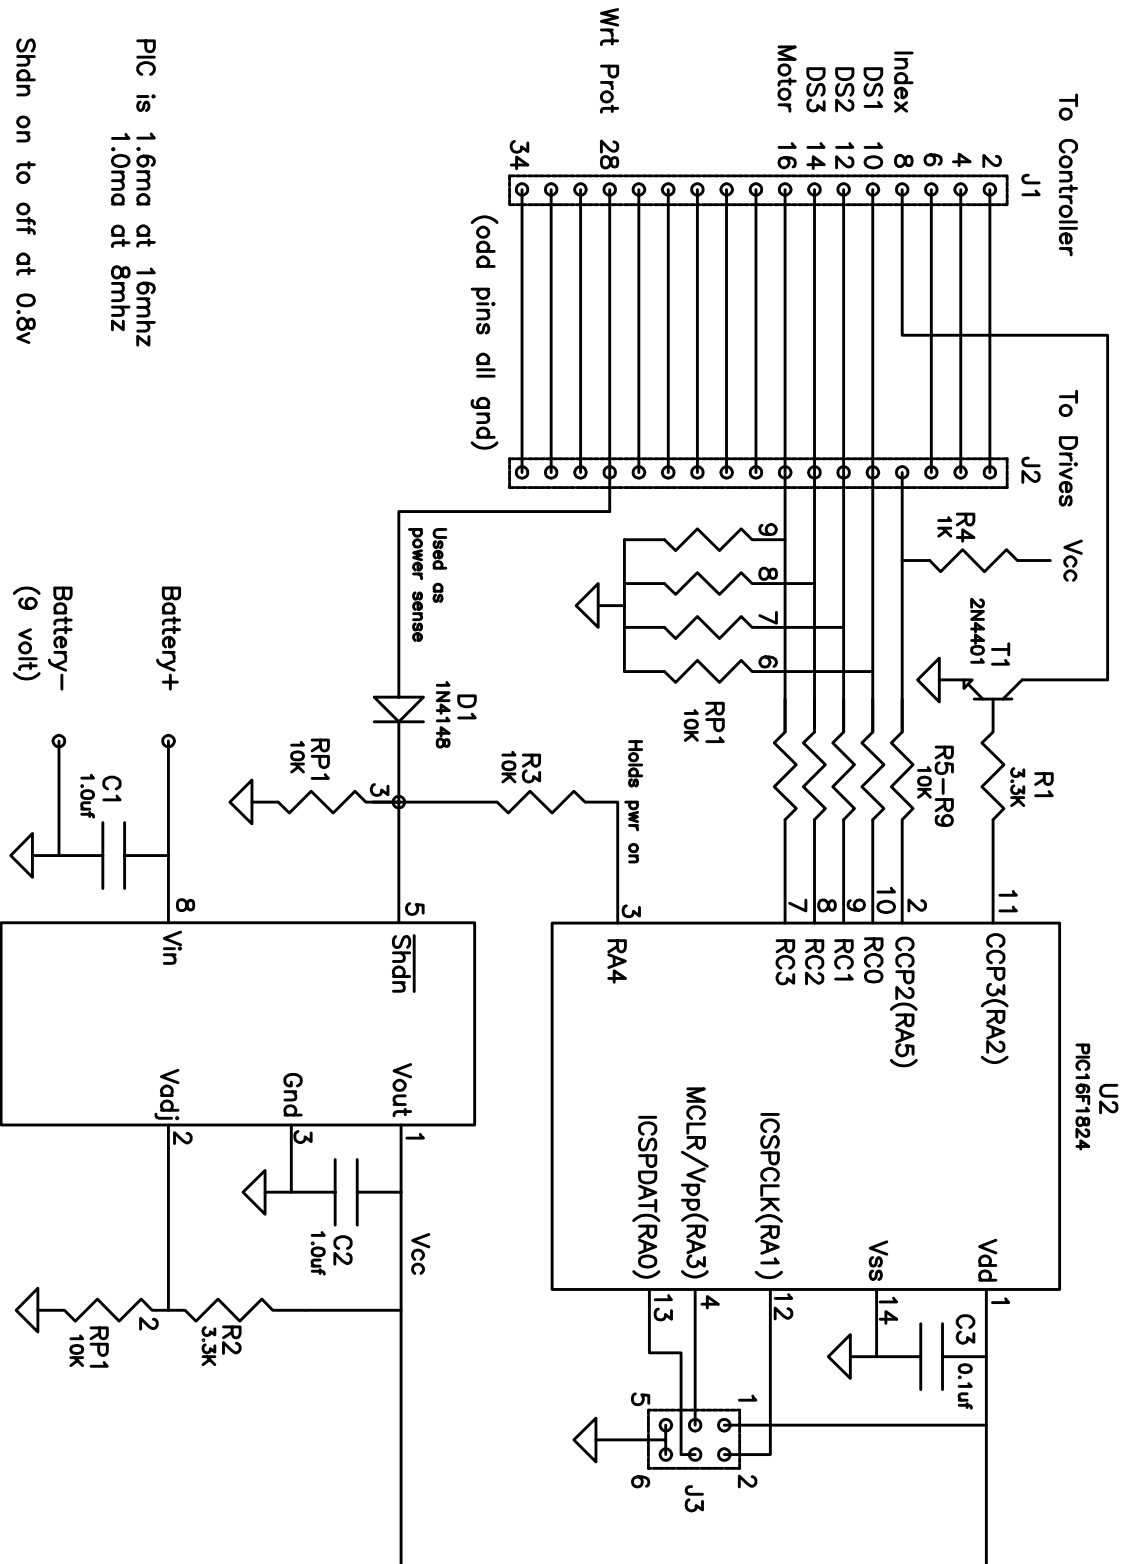 To Controller
To Drives
J1
J2
2
4
6
Index 8
DS1 10
DS2 12
DS3 14
Motor 16
Wrt Prot 28
34
(odd pins all gnd)
PIC is 1.6ma at 16mhz
1.0ma at 8mhz
Shdn on to off at 0.8v
Vcc
R4
1K
T1
2N4401
R1
3.3K
R5-R9
10K
9
8
7
6
RP1
10K
Used as
power sense
D1
1N4148
3
RP1
10K
R3
10K
Holds pwr on
Battery+
Battery-
(9 volt)
C1
1.0uf
U2
PIC16F1824
11
CCP3(RA2)
2
CCP2(RA5)
10
RC0
9
RC1
8
RC2
7
RC3
3
RA4
Vdd
1
Vss
14
ICSPCLK(RA1)
12
MCLR/Vpp(RA3)
4
ICSPDAT(RA0)
13
C3
0.1uf
1
2
5
6
J3
5
Shdn
8
Vin
Vout
1
Gnd
3
Vadj
2
C2
1.0uf
Vcc
R2
3.3K
2
RP1
10K